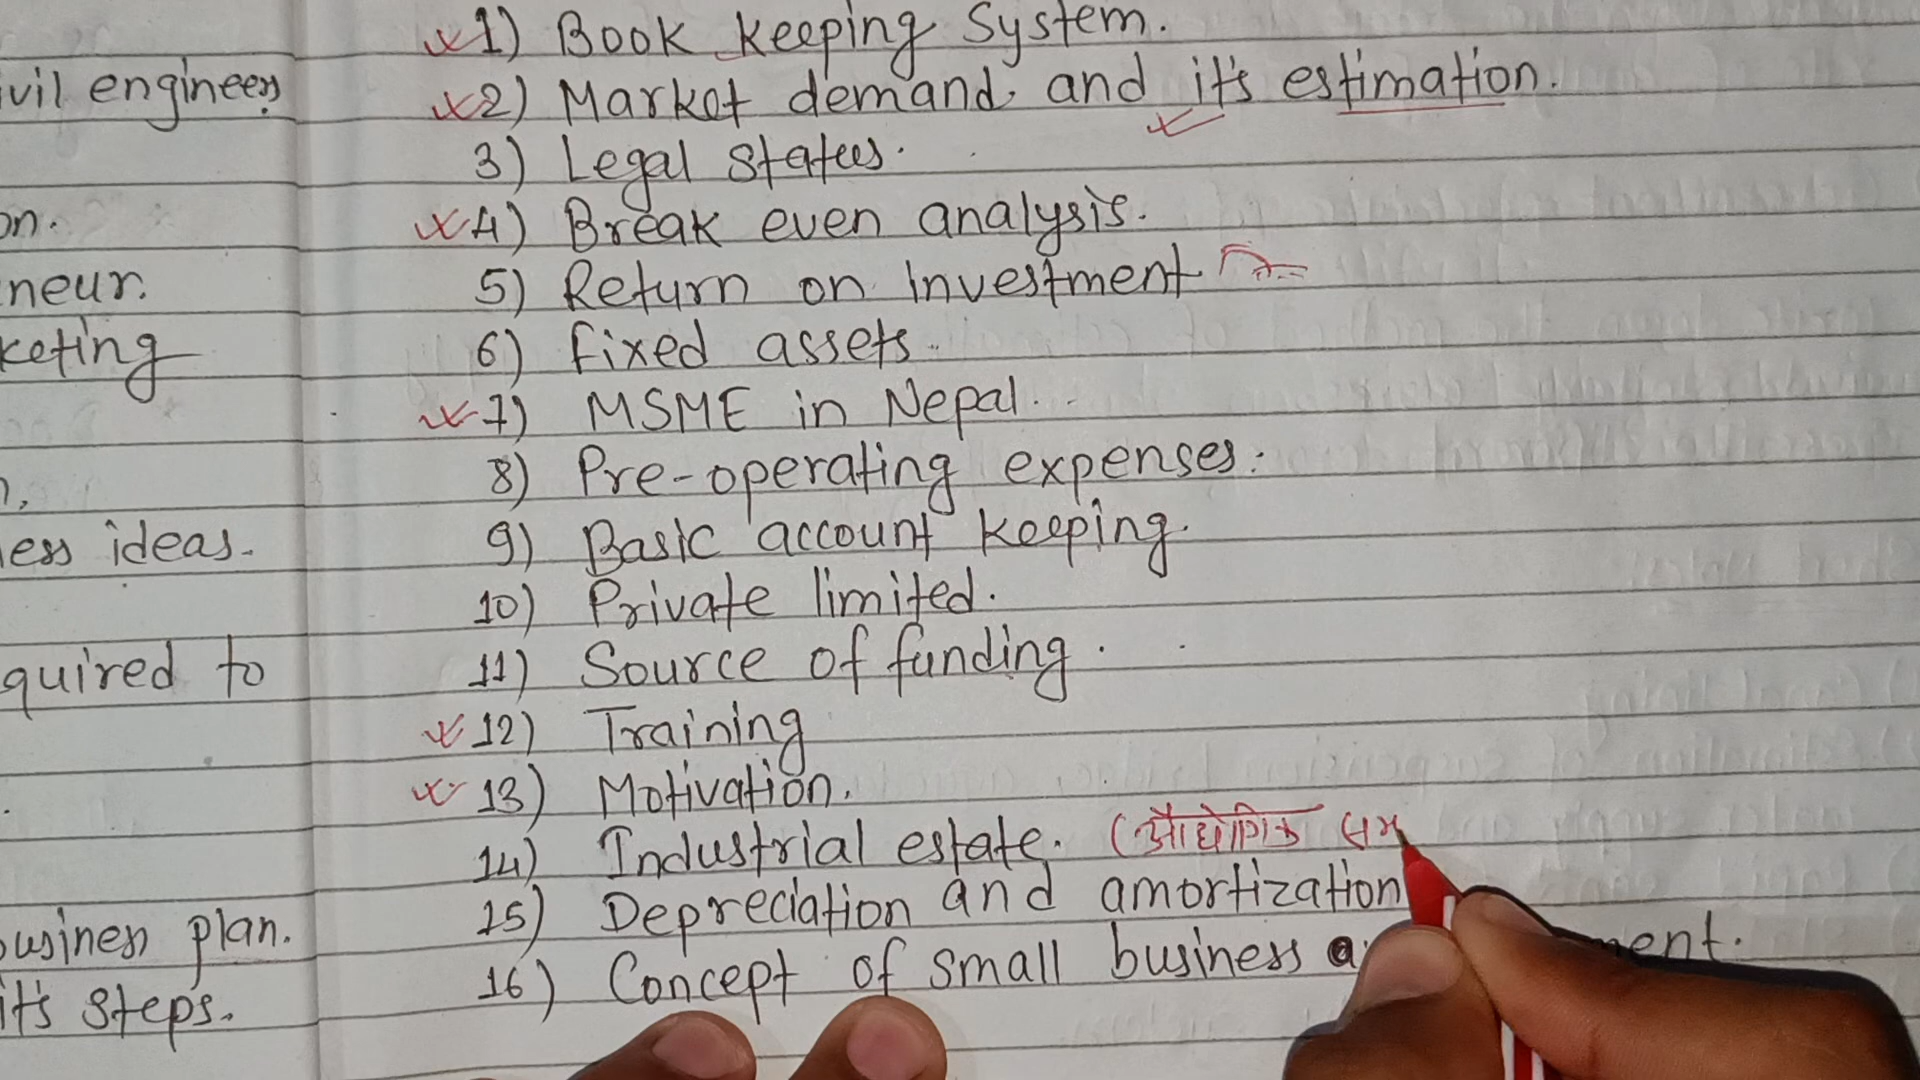 1) Book keeping System.
vil engineers
2) Market demand and it's estimation.
3) Legal status.
on.
4) Break even analysis.
neur.
5) Return on investment
keting
6) fixed assets.
7) MSME in Nepal.
8) Pre-operating expenses.
ess ideas.
9) Basic account keeping.
10) Private limited.
quired to
11) Source of funding.
12) Training
13) Motivation.
14) Industrial estate. (औद्योगिक
15) Depreciation and amortization
business plan.
16) Concept of small business
it's steps.